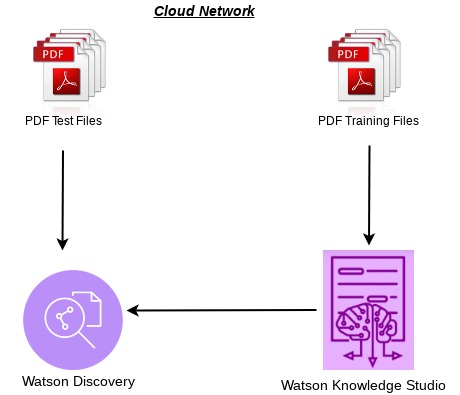 Cloud Network
PDF
PDF
PDF Test Files
PDF Training Files
Watson Discovery
Watson Knowledge Studio